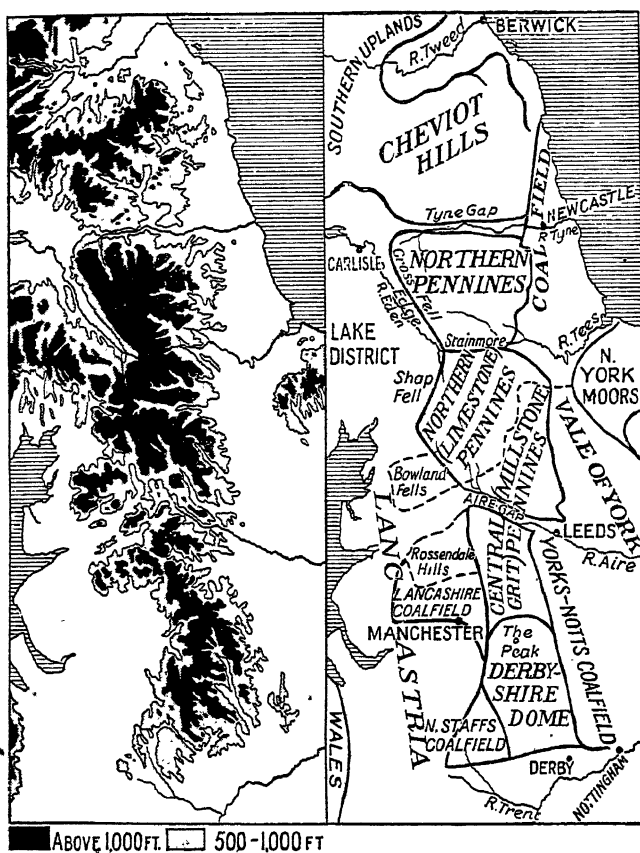 SOUTHERN UPLANDS
R. Tweed
BERWICK
CHEVIOT
HILLS
COALFIELD
Tyne Gap
NEWCASTLE
R. Tyne
CARLISLE
Cross Fell
Edge
R. Eden
NORTHERN
PENNINES
LAKE
DISTRICT
Stainmore
R. Tees
N.
YORK
MOORS
Shap
Fell
NORTHERN
LIMESTONE
PENNINES
MILLSTONE
PENNINES
VALE OF YORK
Bowland
Fells
AIRE GAP
LEEDS
R. Aire
LANCASTRIA
Rossendale
Hills
CENTRAL
GRIT PEN
LANCASHIRE
COALFIELD
MANCHESTER
YORKS-NOTTS COALFIELD
The
Peak
DERBY-
SHIRE
DOME
WALES
N. STAFFS
COALFIELD
DERBY
NOTTINGHAM
R. Trent
ABOVE 1,000 FT. 500-1,000 FT